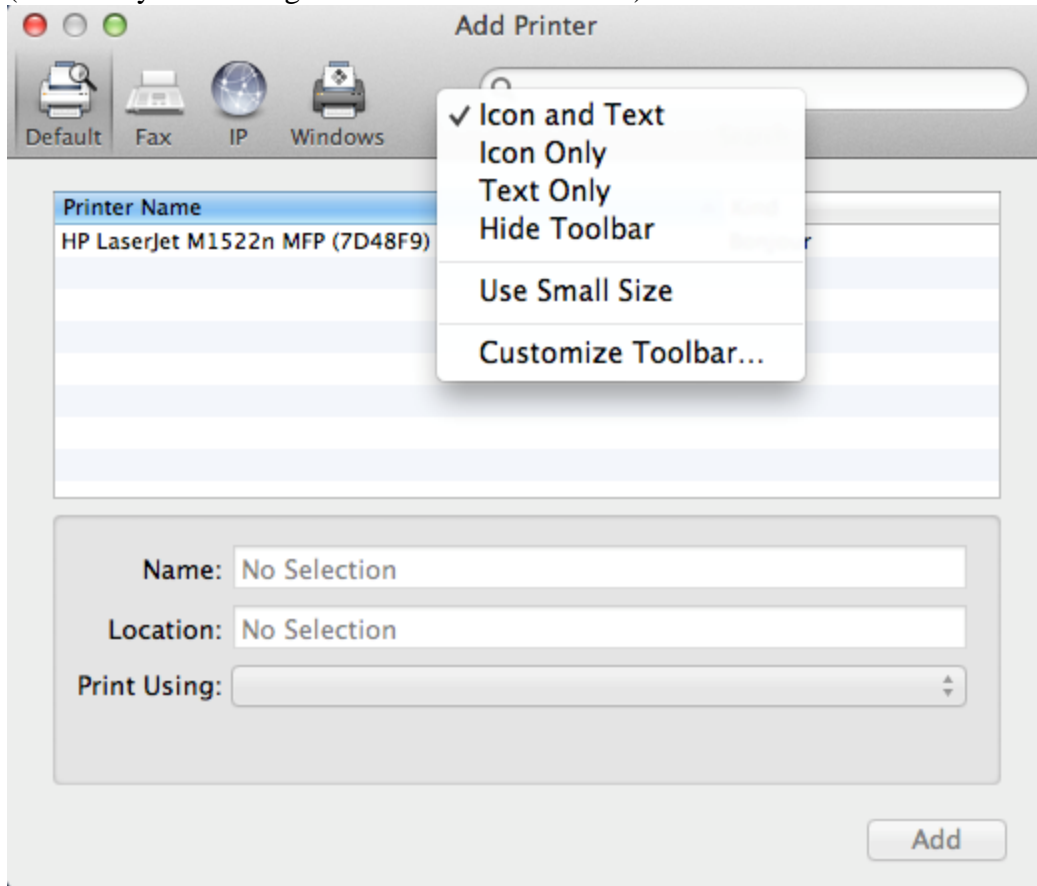 Add Printer
Default Fax IP Windows
✓ Icon and Text
Icon Only
Text Only
Hide Toolbar
Use Small Size
Customize Toolbar...
Printer Name
HP LaserJet M1522n MFP (7D48F9)
Name: No Selection
Location: No Selection
Print Using:
Add